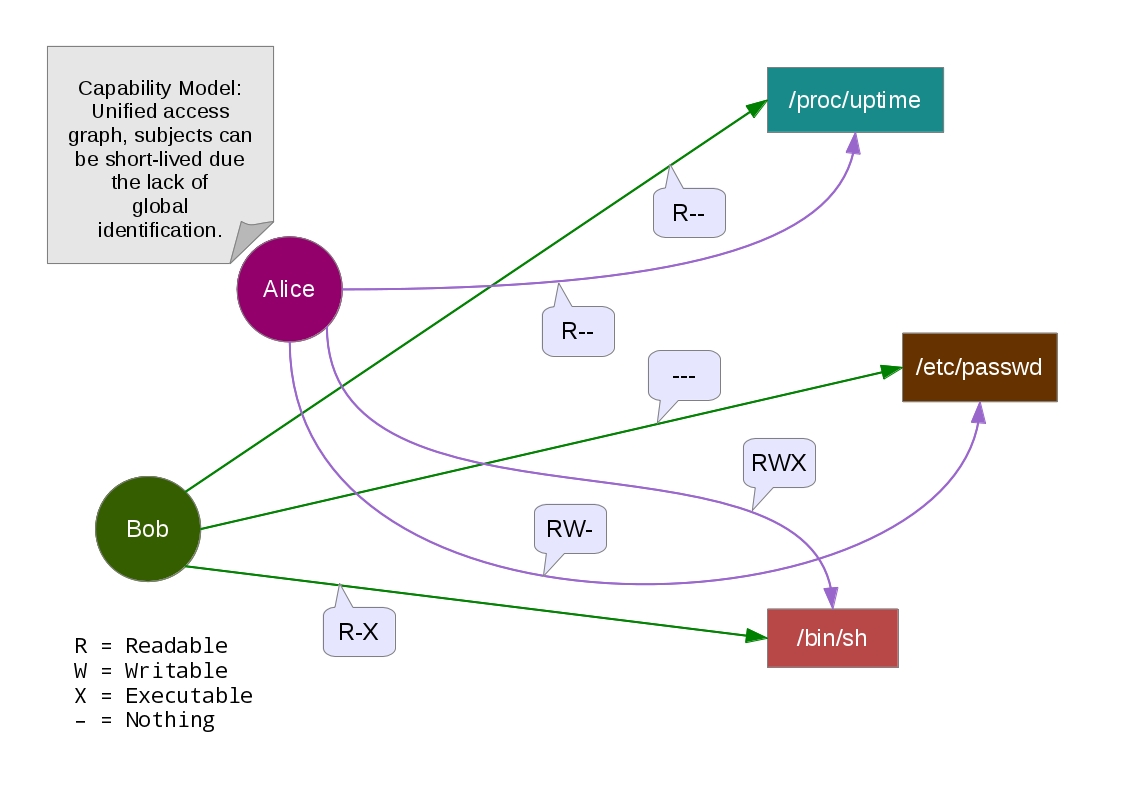 Capability Model:
Unified access
graph, subjects can
be short-lived due
the lack of
global
identification.
/proc/uptime
R--
Alice
R--
/etc/passwd
---
RWX
Bob
RW-
R-X
/bin/sh
R = Readable
W = Writable
X = Executable
– = Nothing